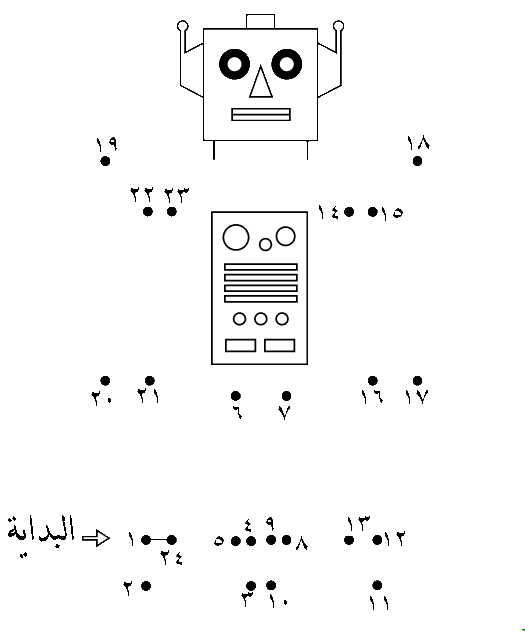 ١٩ ١٨
٢٢ ٢٣ ١٤ ١٥
٢٠ ٢١ ٦ ٧ ١٦ ١٧
٤ ٩ ١٣
البداية ١ ٥ ٨ ١٢
٢٤
٢ ٣ ١٠ ١١